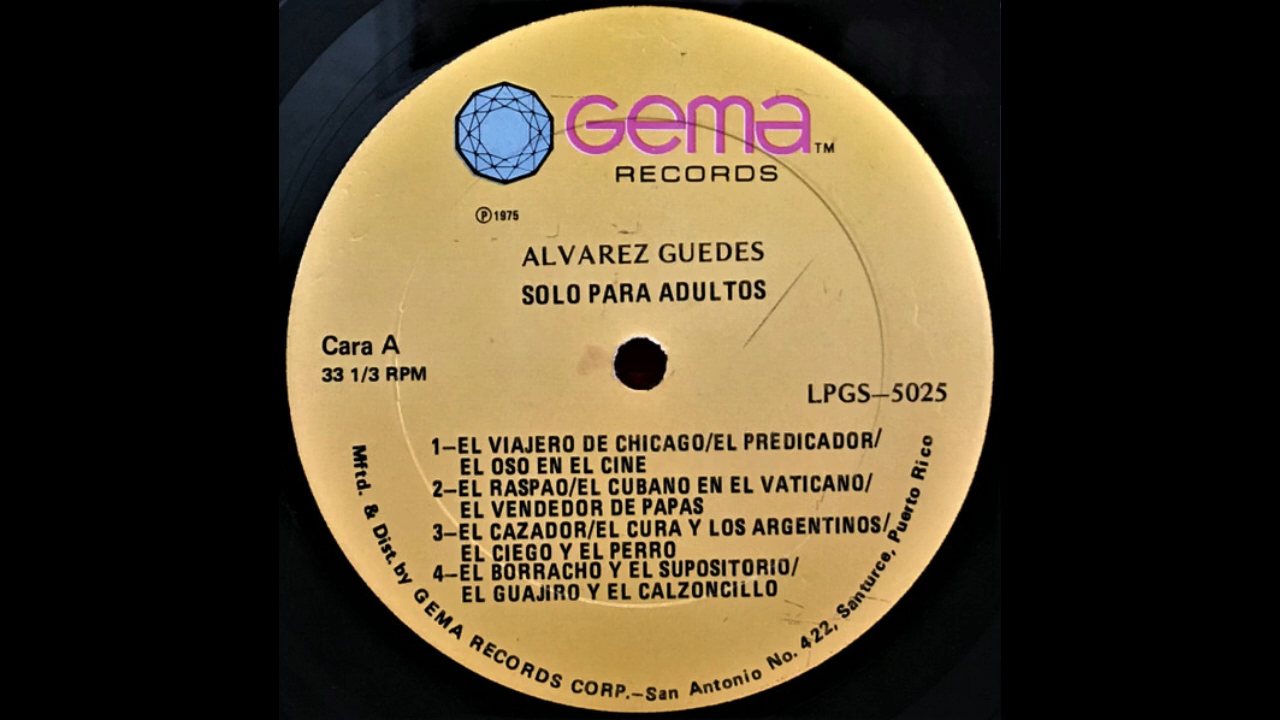 Gema TM
RECORDS
℗ 1975
ALVAREZ GUEDES
SOLO PARA ADULTOS
Cara A
33 1/3 RPM
LPGS–5025
1–EL VIAJERO DE CHICAGO/EL PREDICADOR/
EL OSO EN EL CINE
2–EL RASPAO/EL CUBANO EN EL VATICANO/
EL VENDEDOR DE PAPAS
3–EL CAZADOR/EL CURA Y LOS ARGENTINOS/
EL CIEGO Y EL PERRO
4–EL BORRACHO Y EL SUPOSITORIO/
EL GUAJIRO Y EL CALZONCILLO
Mftd. & Dist. by GEMA RECORDS CORP.–San Antonio No. 422, Santurce, Puerto Rico